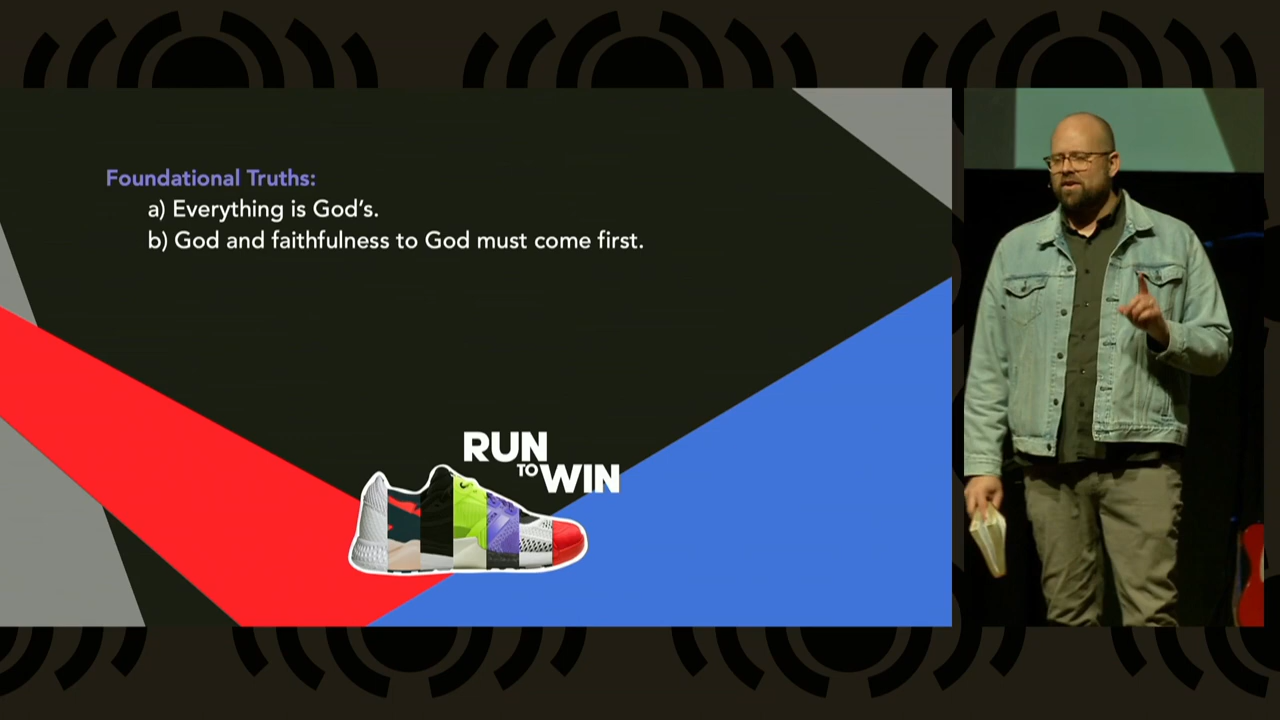 Foundational Truths:
a) Everything is God's.
b) God and faithfulness to God must come first.
RUN
TO WIN